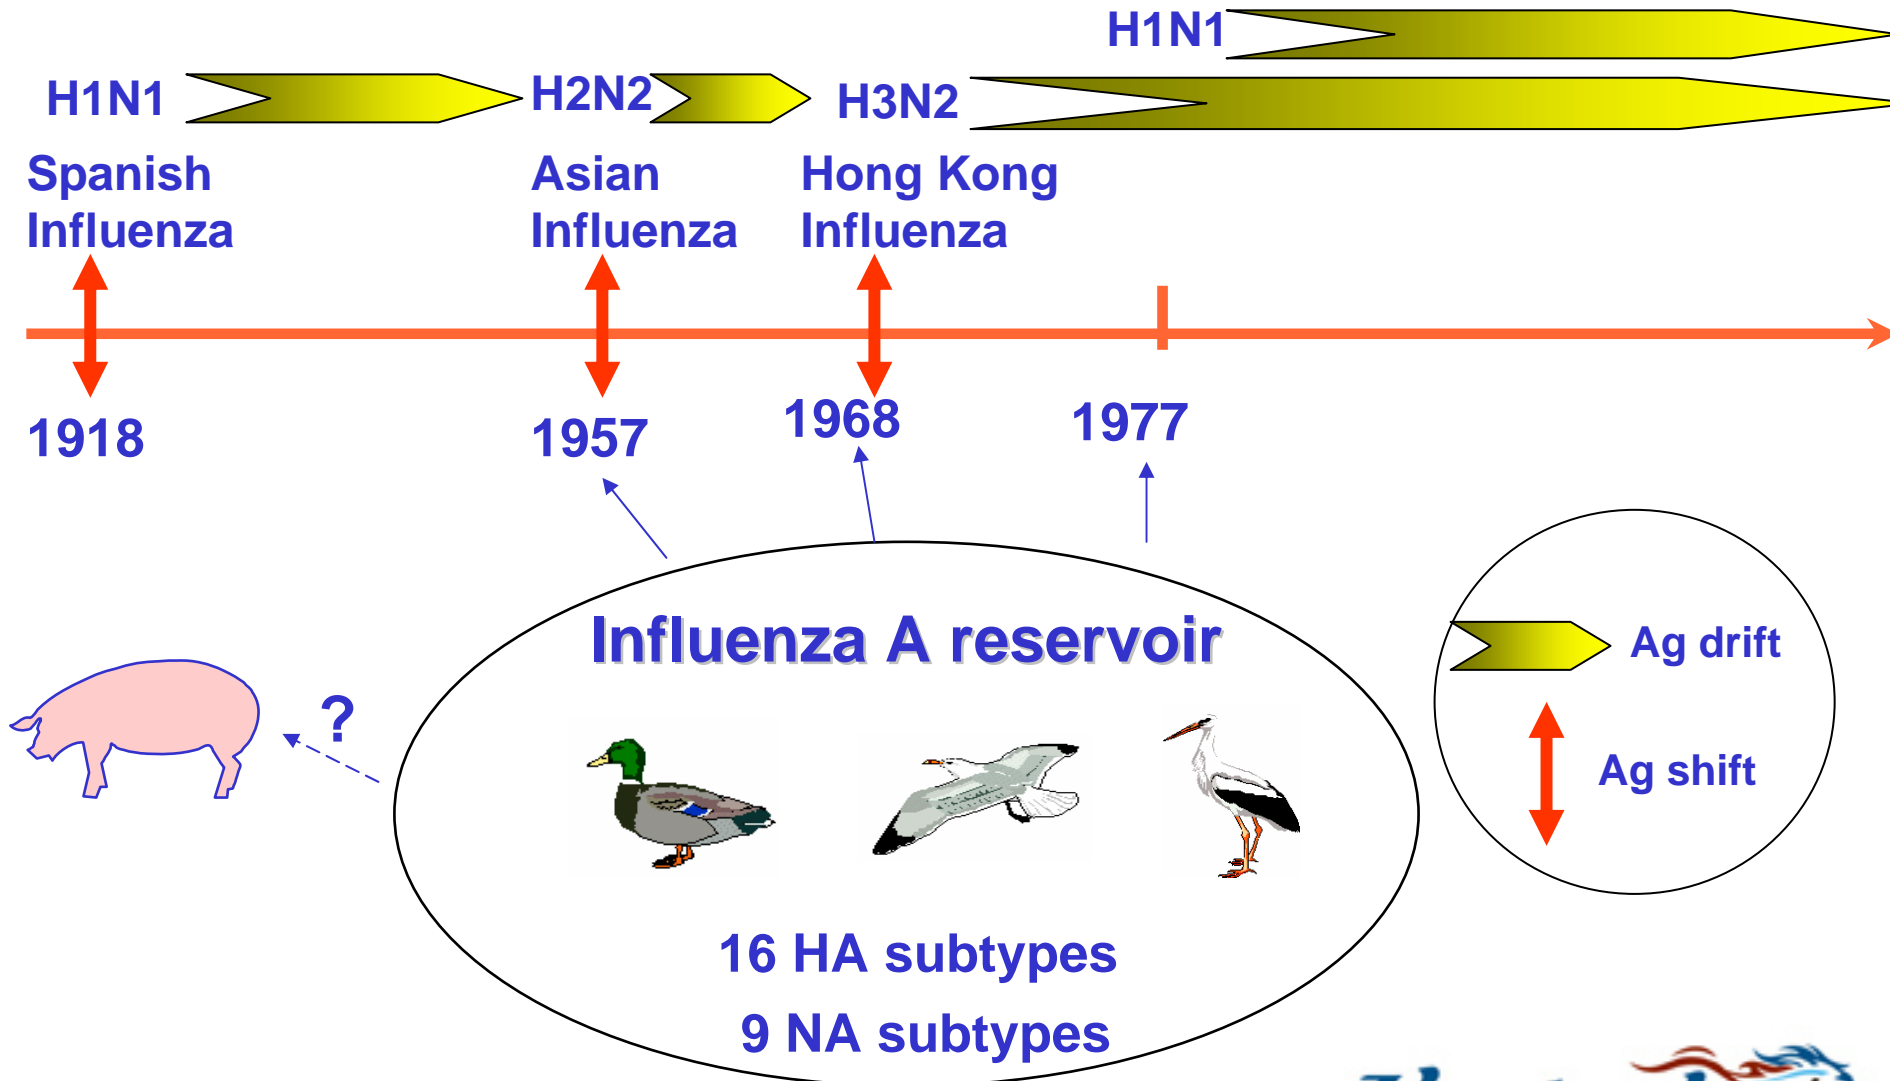 H1N1
H1N1
H2N2
H3N2
Spanish
Influenza
Asian
Influenza
Hong Kong
Influenza
1918
1957
1968
1977
Influenza A reservoir
?
Ag drift
Ag shift
16 HA subtypes
9 NA subtypes